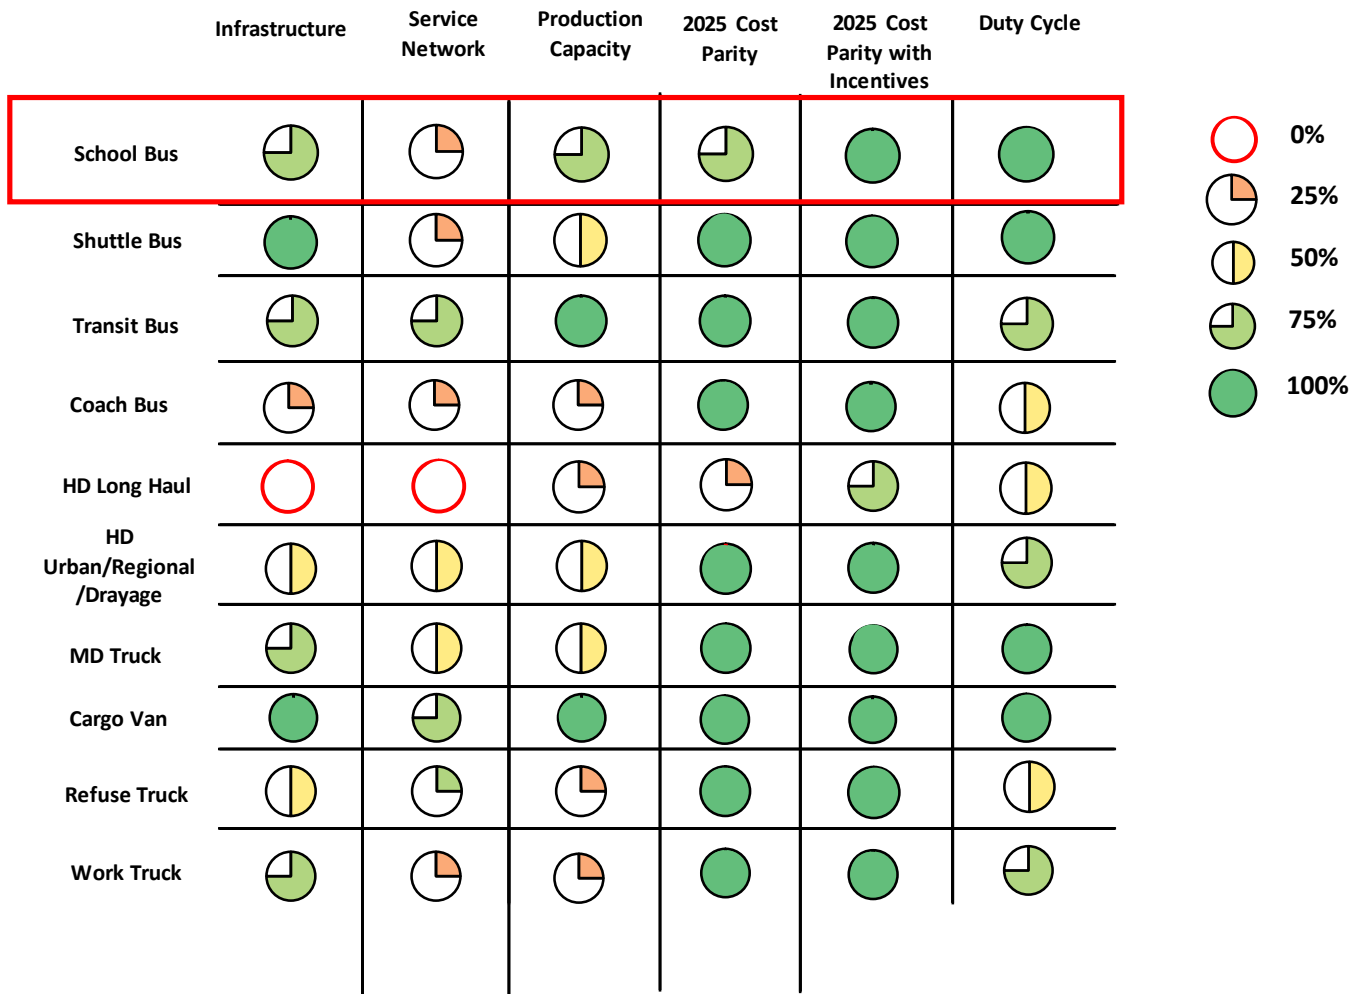 Infrastructure
Service
Network
Production
Capacity
2025 Cost
Parity
2025 Cost
Parity with
Incentives
Duty Cycle
School Bus
Shuttle Bus
Transit Bus
Coach Bus
HD Long Haul
HD
Urban/Regional
/Drayage
MD Truck
Cargo Van
Refuse Truck
Work Truck
0%
25%
50%
75%
100%